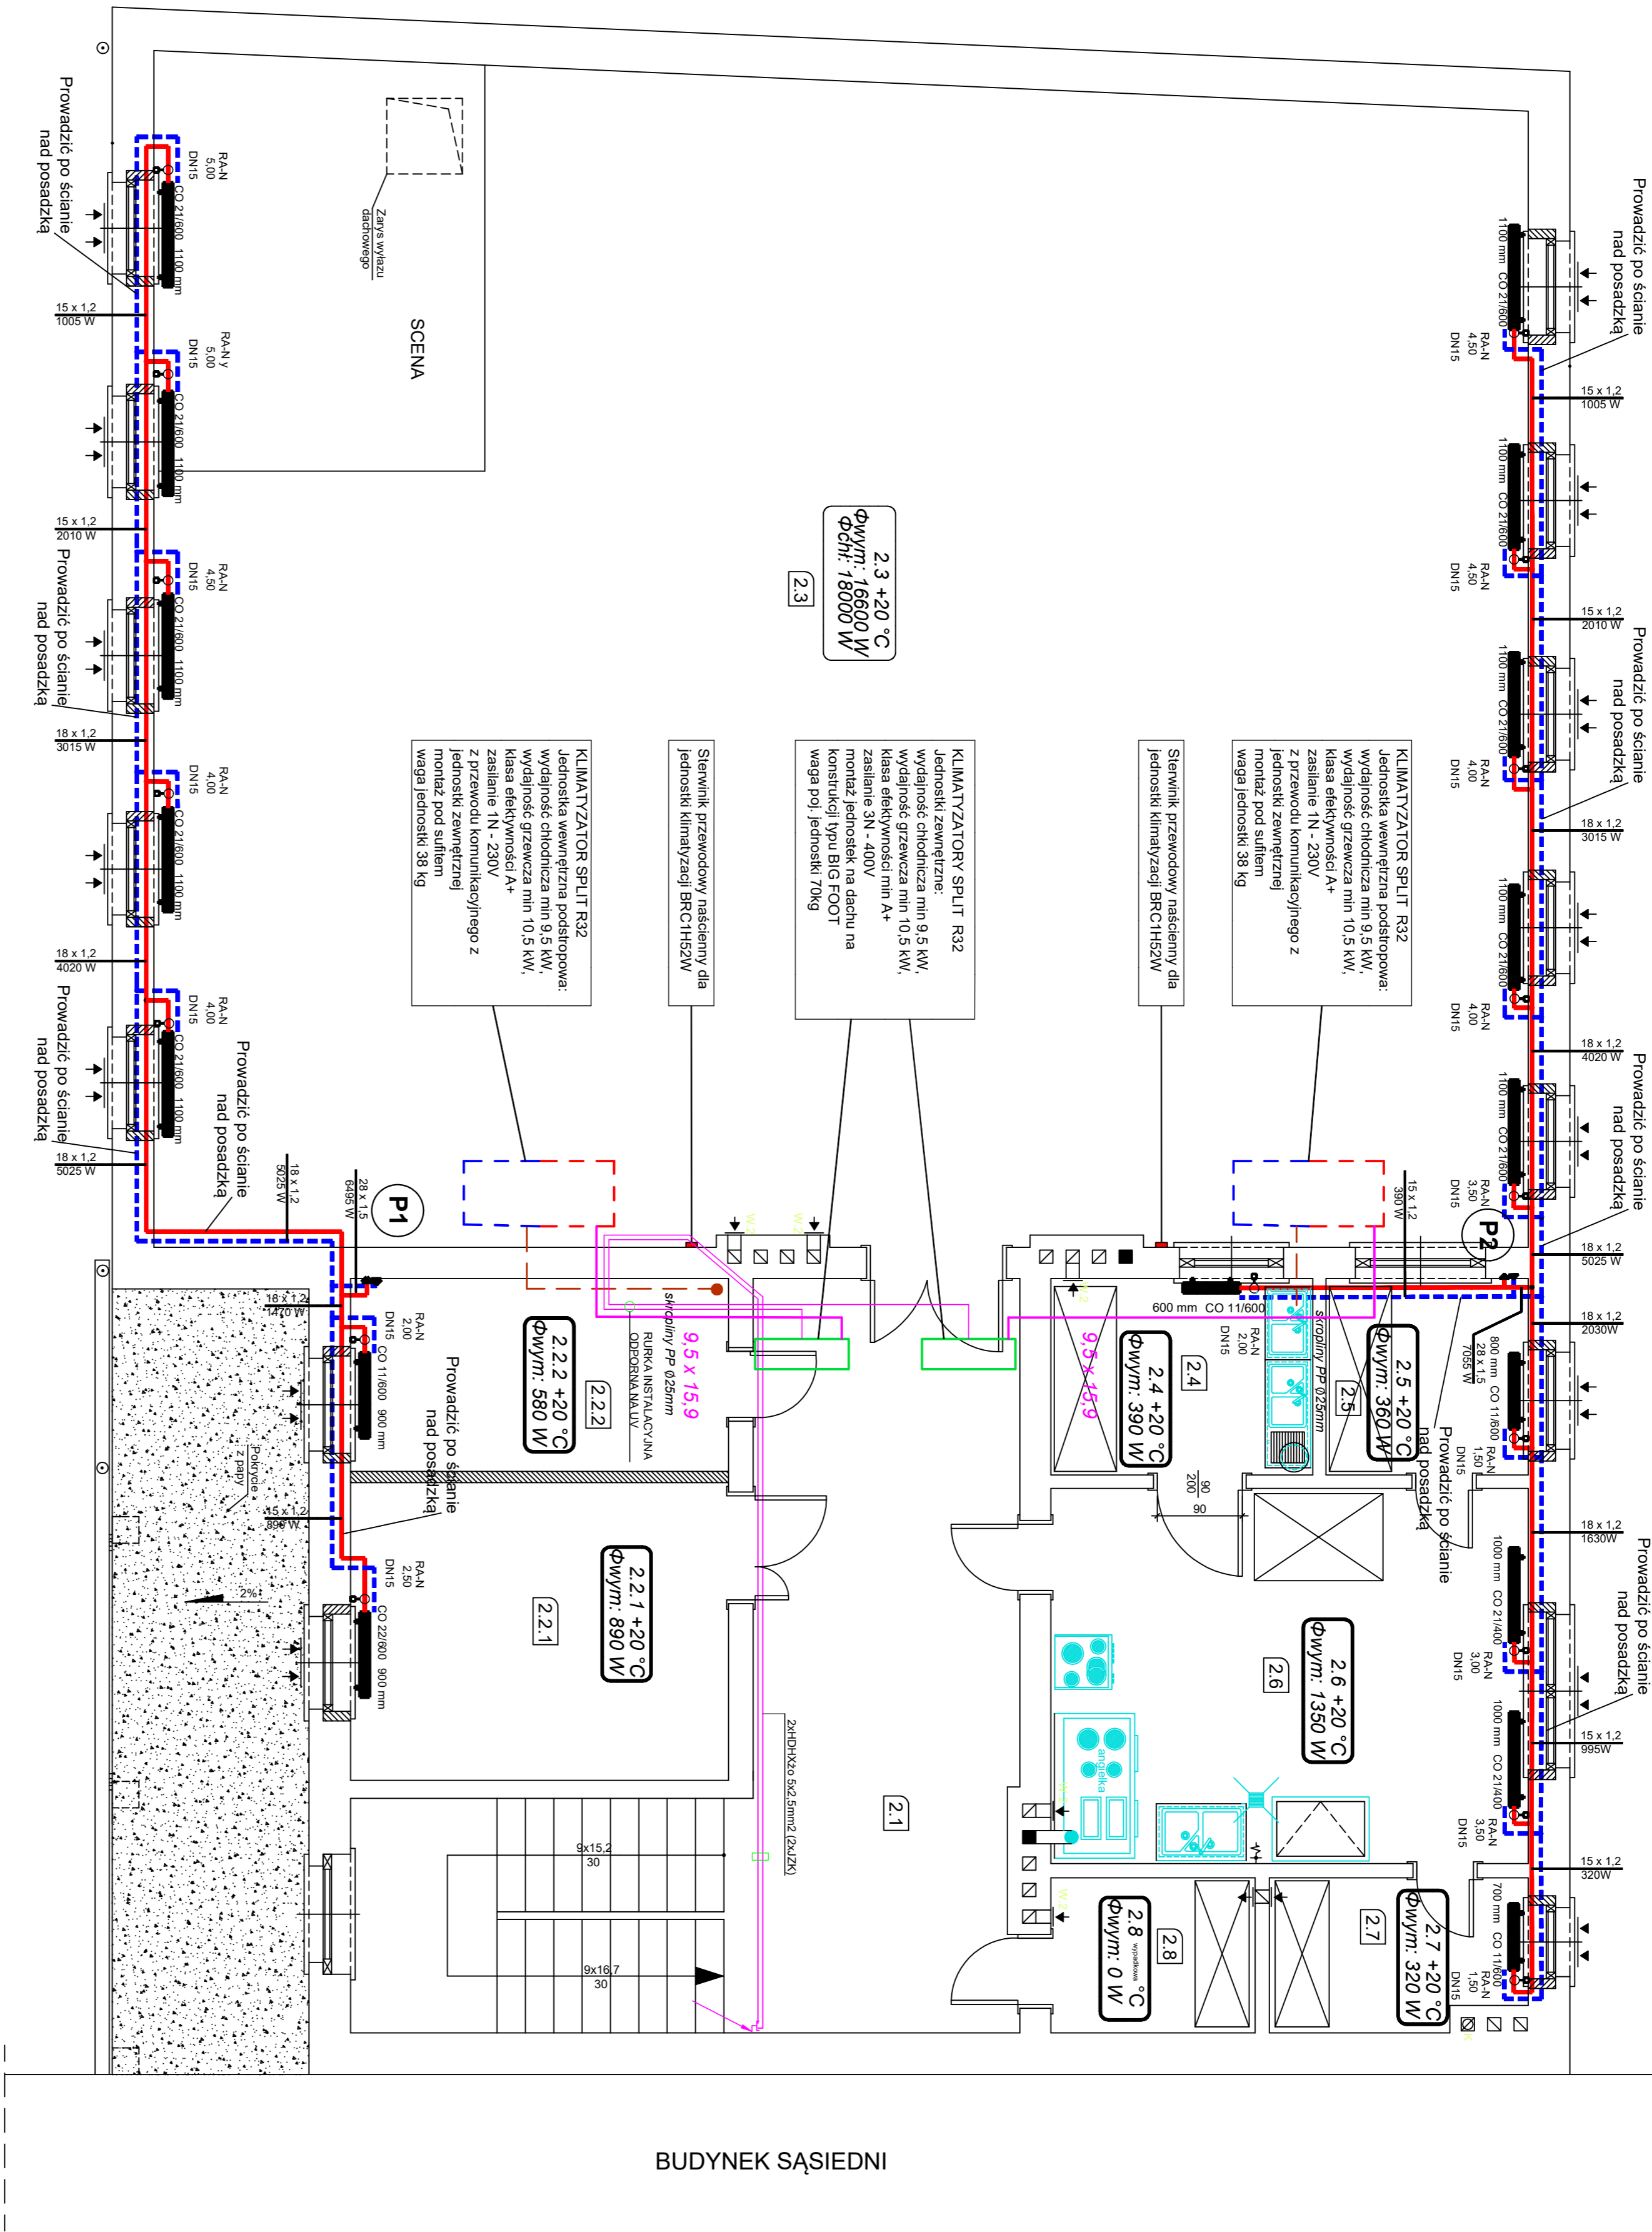 Prowadzić po ścianie
nad posadzką
15 x 1,2
1005 W
Prowadzić po ścianie
nad posadzką
15 x 1,2
2010 W
18 x 1,2
3015 W
Prowadzić po ścianie
nad posadzką
18 x 1,2
4020 W
18 x 1,2
5025 W
18 x 1,2
2030W
18 x 1,2
1630W
Prowadzić po ścianie
nad posadzką
15 x 1,2
995W
15 x 1,2
320W
1100 mm CO 21/600
RA-N
4,50
DN15
1100 mm CO 21/600
RA-N
4,50
DN15
1100 mm CO 21/600
RA-N
4,00
DN15
1100 mm CO 21/600
RA-N
4,00
DN15
1100 mm CO 21/600
RA-N
3,50
DN15
15 x 1,2
390 W
P2
28 x 1,5
7055 W
800 mm CO 11/600
RA-N
1,50
DN15
Prowadzić po ścianie
nad posadzką
1000 mm CO 21/400
RA-N
3,00
DN15
1000 mm CO 21/400
RA-N
3,50
DN15
700 mm CO 11/600
RA-N
1,50
DN15
KLIMATYZATOR SPLIT R32
Jednostka wewnętrzna podstropowa:
wydajność chłodnicza min 9,5 kW,
wydajność grzewcza min 10,5 kW,
klasa efektywności A+
zasilanie 1N - 230V
z przewodu komunikacyjnego z
jednostki zewnętrznej
montaż pod sufitem
waga jednostki 38 kg
Sterwinik przewodowy naścienny dla
jednostki klimatyzacji BRC1H52W
KLIMATYZATORY SPLIT R32
Jednostki zewnętrzne:
wydajność chłodnicza min 9,5 kW,
wydajność grzewcza min 10,5 kW,
klasa efektywności min A+
zasilanie 3N - 400V
montaż jednostek na dachu na
konstrukcji typu BIG FOOT
waga poj. jednostki 70kg
Sterwinik przewodowy naścienny dla
jednostki klimatyzacji BRC1H52W
KLIMATYZATOR SPLIT R32
Jednostka wewnętrzna podstropowa:
wydajność chłodnicza min 9,5 kW,
wydajność grzewcza min 10,5 kW,
klasa efektywności A+
zasilanie 1N - 230V
z przewodu komunikacyjnego z
jednostki zewnętrznej
montaż pod sufitem
waga jednostki 38 kg
2.3 +20 °C
Φwym: 16600 W
Φchł: 18000 W
2.3
SCENA
Zarys wyłazu
dachowego
2.5 +20 °C
Φwym: 360 W
2.5
skropliny PP Ø25mm
600 mm CO 11/600
RA-N
2,00
DN15
2.4
2.4 +20 °C
Φwym: 390 W
9,5 x 15,9
90
200
90
2.6 +20 °C
Φwym: 1350 W
2.6
angielka
2.7 +20 °C
Φwym: 320 W
2.7
2.8
2.8 wypadkowa °C
Φwym: 0 W
W 2
W 2
W 2
W 2
2.1
2xHDHXżo 5x2,5mm2 (2xJZK)
9x15,2
30
9x16,7
30
9,5 x 15,9
skropliny PP Ø25mm
RURKA INSTALACYJNA
ODPORNA NA UV
2.2.2
2.2.2 +20 °C
Φwym: 580 W
2.2.1 +20 °C
Φwym: 890 W
2.2.1
P1
28 x 1,5
6495 W
18 x 1,2
5025 W
Prowadzić po ścianie
nad posadzką
18 x 1,2
1470 W
RA-N
2,00
DN15
CO 11/600 900 mm
Prowadzić po ścianie
nad posadzką
15 x 1,2
890 W
RA-N
2,50
DN15
CO 22/600 900 mm
Pokrycie
z papy
2%
RA-N
5,00
DN15
CO 21/600 1100 mm
RA-N y
5,00
DN15
CO 21/600 1100 mm
RA-N
4,50
DN15
CO 21/600 1100 mm
RA-N
4,00
DN15
CO 21/600 1100 mm
RA-N
4,00
DN15
CO 21/600 1100 mm
Prowadzić po ścianie
nad posadzką
15 x 1,2
1005 W
15 x 1,2
2010 W
Prowadzić po ścianie
nad posadzką
18 x 1,2
3015 W
18 x 1,2
4020 W
Prowadzić po ścianie
nad posadzką
18 x 1,2
5025 W
Prowadzić po ścianie
nad posadzką
BUDYNEK SĄSIEDNI